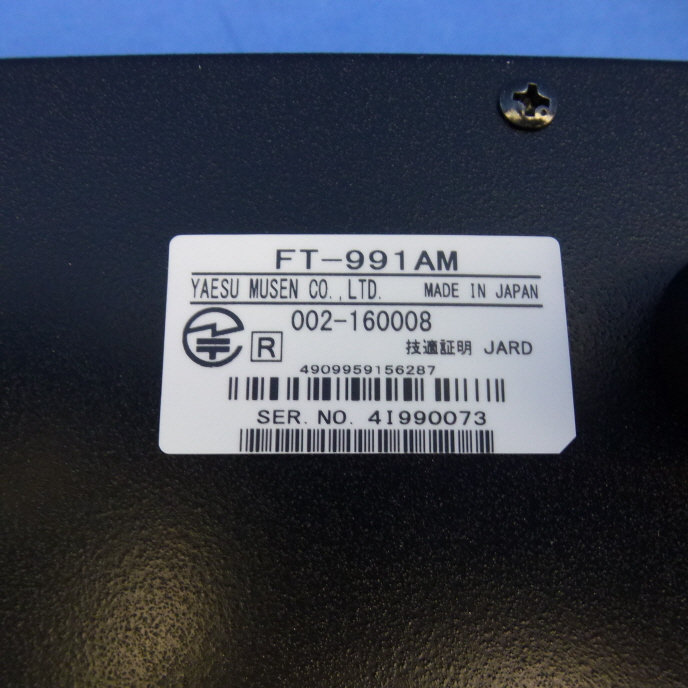 FT-991AM
YAESU MUSEN CO.,LTD. MADE IN JAPAN
002-160008
R 技適証明 JARD
4909959156287
SER. NO. 4I990073